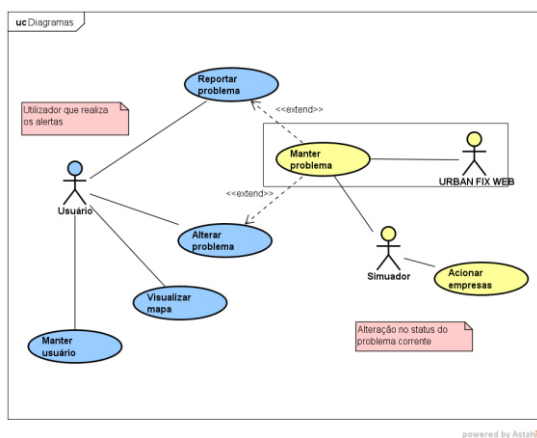 uc Diagramas
Reportar
problema
Utilizador que realiza
os alertas
<<extend>>
Manter
problema
URBAN FIX WEB
<<extend>>
Usuário
Alterar
problema
Simuador
Acionar
empresas
Visualizar
mapa
Alteração no status do
problema corrente
Manter
usuário
powered by Astah